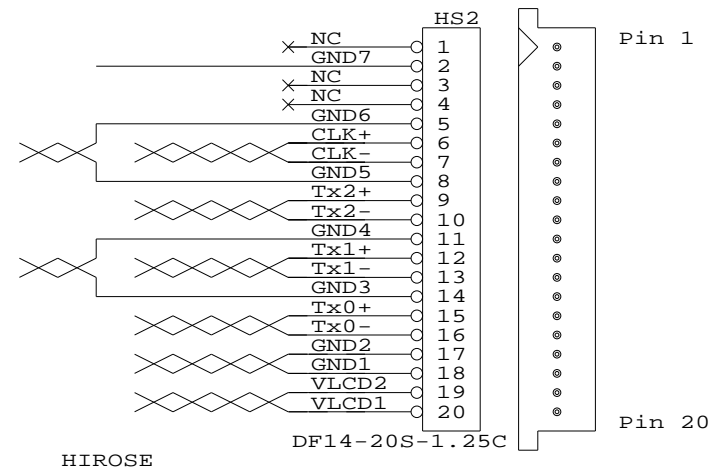 HS2
NC 1 Pin 1
GND7 2
NC 3
NC 4
GND6 5
CLK+ 6
CLK- 7
GND5 8
Tx2+ 9
Tx2- 10
GND4 11
Tx1+ 12
Tx1- 13
GND3 14
Tx0+ 15
Tx0- 16
GND2 17
GND1 18
VLCD2 19
VLCD1 20
Pin 20
DF14-20S-1.25C
HIROSE